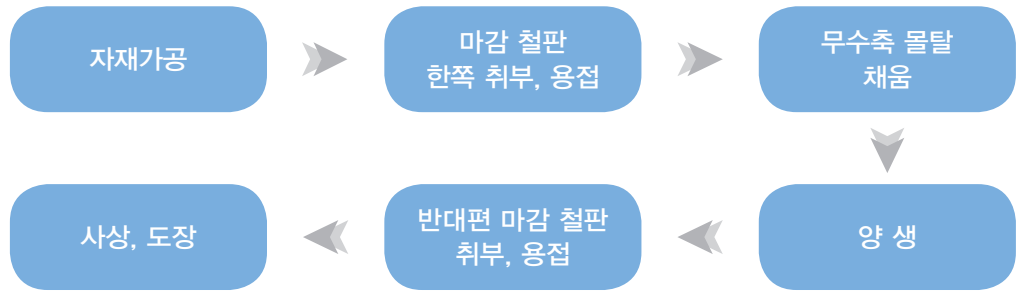 자재가공
마감 철판
한쪽 취부, 용접
무수축 몰탈
채움
양 생
반대편 마감 철판
취부, 용접
사상, 도장